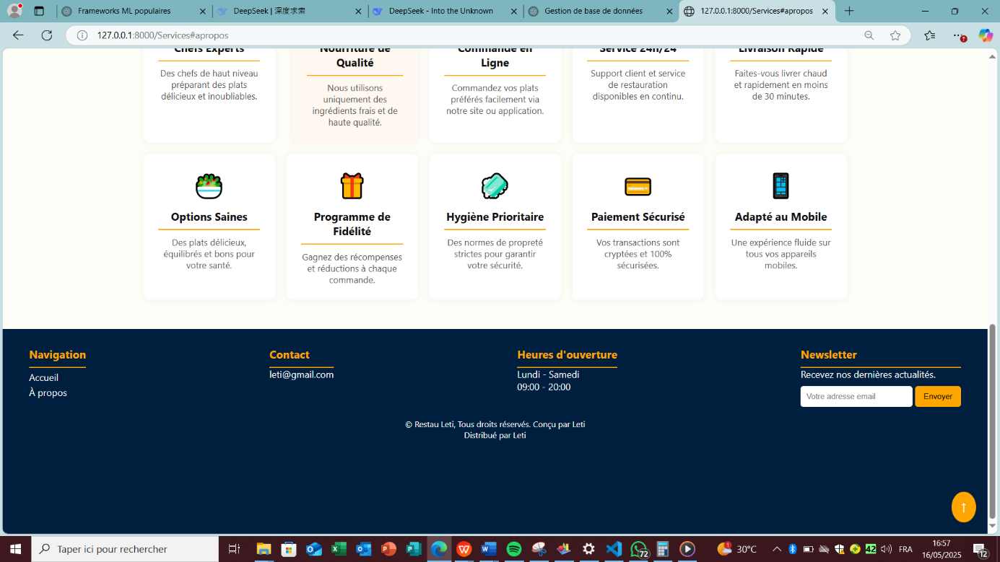 Frameworks ML populaires
DeepSeek | 深度求索
DeepSeek - Into the Unknown
Gestion de base de données
127.0.0.1:8000/Services#apropos
127.0.0.1:8000/Services#apropos
Chefs Experts
Des chefs de haut niveau
préparant des plats
délicieux et inoubliables.
Nourriture de
Qualité
Nous utilisons
uniquement des
ingrédients frais et de
haute qualité.
Commande en
Ligne
Commandez vos plats
préférés facilement via
notre site ou application.
Service 24h/24
Support client et service
de restauration
disponibles en continu.
Livraison Rapide
Faites-vous livrer chaud
et rapidement en moins
de 30 minutes.
Options Saines
Des plats délicieux,
équilibrés et bons pour
votre santé.
Programme de
Fidélité
Gagnez des récompenses
et réductions à chaque
commande.
Hygiène Prioritaire
Des normes de propreté
strictes pour garantir
votre sécurité.
Paiement Sécurisé
Vos transactions sont
cryptées et 100%
sécurisées.
Adapté au Mobile
Une expérience fluide sur
tous vos appareils
mobiles.
Navigation
Accueil
À propos
Contact
leti@gmail.com
Heures d'ouverture
Lundi - Samedi
09:00 - 20:00
Newsletter
Recevez nos dernières actualités.
Votre adresse email
Envoyer
© Restau Leti, Tous droits réservés. Conçu par Leti
Distribué par Leti
↑
Taper ici pour rechercher
72
30°C
42
FRA
16:57
16/05/2025
12